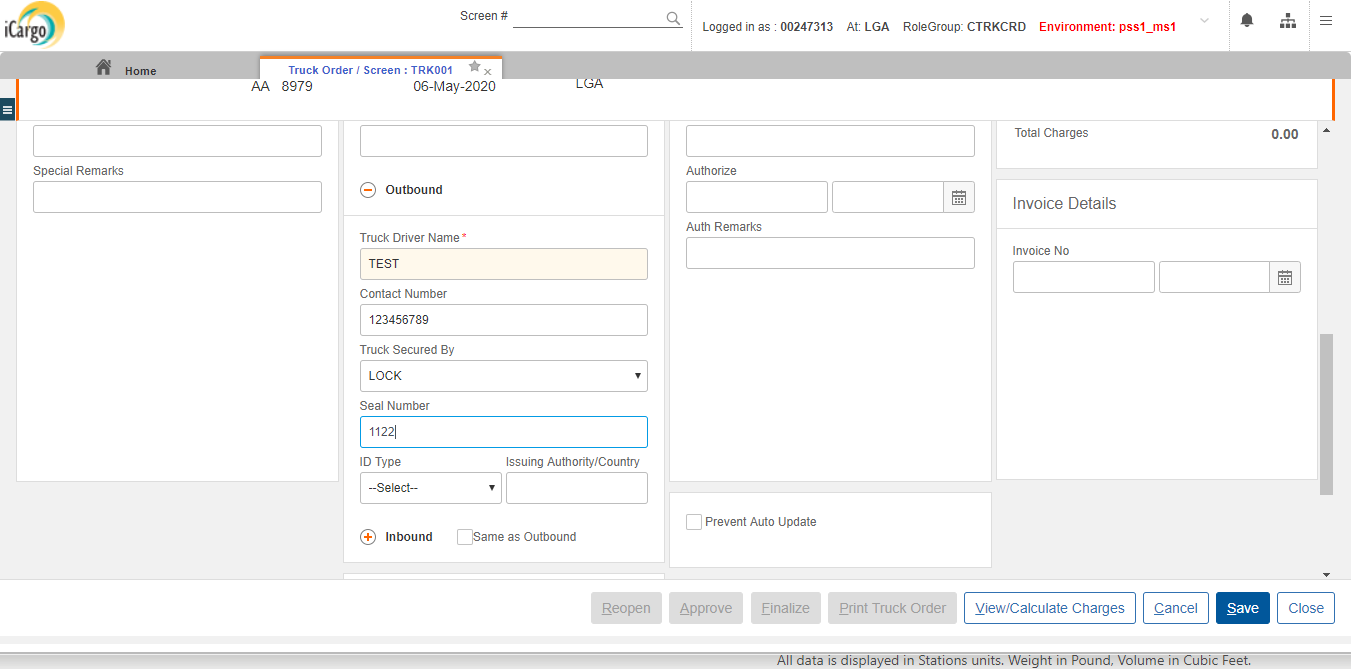 iCargo
Screen #
Logged in as : 00247313 At: LGA RoleGroup: CTRKCRD Environment: pss1_ms1
Home
Truck Order / Screen : TRK001
AA 8979 06-May-2020 LGA
Special Remarks
Outbound
Truck Driver Name*
TEST
Contact Number
123456789
Truck Secured By
LOCK
Seal Number
1122
ID Type Issuing Authority/Country
--Select--
Inbound Same as Outbound
Authorize
Auth Remarks
Prevent Auto Update
Total Charges 0.00
Invoice Details
Invoice No
Reopen Approve Finalize Print Truck Order View/Calculate Charges Cancel Save Close
All data is displayed in Stations units. Weight in Pound, Volume in Cubic Feet.